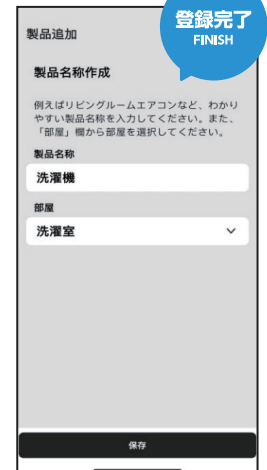 登録完了
FINISH
製品追加
製品名称作成
例えばリビングルームエアコンなど、わかり
やすい製品名称を入力してください。また、
「部屋」欄から部屋を選択してください。
製品名称
洗濯機
部屋
洗濯室
保存